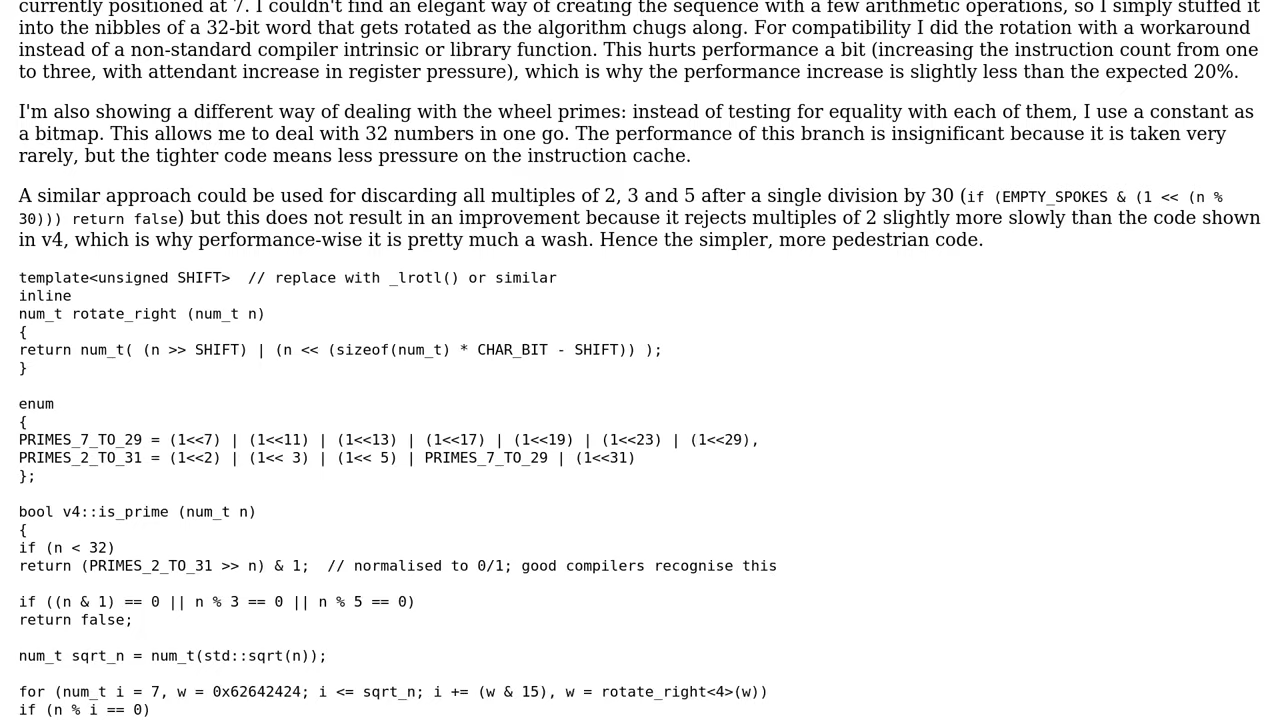 currently positioned at 7. I couldn't find an elegant way of creating the sequence with a few arithmetic operations, so I simply stuffed it
into the nibbles of a 32-bit word that gets rotated as the algorithm chugs along. For compatibility I did the rotation with a workaround
instead of a non-standard compiler intrinsic or library function. This hurts performance a bit (increasing the instruction count from one
to three, with attendant increase in register pressure), which is why the performance increase is slightly less than the expected 20%.
I'm also showing a different way of dealing with the wheel primes: instead of testing for equality with each of them, I use a constant as
a bitmap. This allows me to deal with 32 numbers in one go. The performance of this branch is insignificant because it is taken very
rarely, but the tighter code means less pressure on the instruction cache.
A similar approach could be used for discarding all multiples of 2, 3 and 5 after a single division by 30 (if (EMPTY_SPOKES & (1 << (n %
30))) return false) but this does not result in an improvement because it rejects multiples of 2 slightly more slowly than the code shown
in v4, which is why performance-wise it is pretty much a wash. Hence the simpler, more pedestrian code.
template<unsigned SHIFT>  // replace with _lrotl() or similar
inline
num_t rotate_right (num_t n)
{
return num_t( (n >> SHIFT) | (n << (sizeof(num_t) * CHAR_BIT - SHIFT)) );
}
enum
{
PRIMES_7_TO_29 = (1<<7) | (1<<11) | (1<<13) | (1<<17) | (1<<19) | (1<<23) | (1<<29),
PRIMES_2_TO_31 = (1<<2) | (1<< 3) | (1<< 5) | PRIMES_7_TO_29 | (1<<31)
};
bool v4::is_prime (num_t n)
{
if (n < 32)
return (PRIMES_2_TO_31 >> n) & 1;  // normalised to 0/1; good compilers recognise this
if ((n & 1) == 0 || n % 3 == 0 || n % 5 == 0)
return false;
num_t sqrt_n = num_t(std::sqrt(n));
for (num_t i = 7, w = 0x62642424; i <= sqrt_n; i += (w & 15), w = rotate_right<4>(w))
if (n % i == 0)